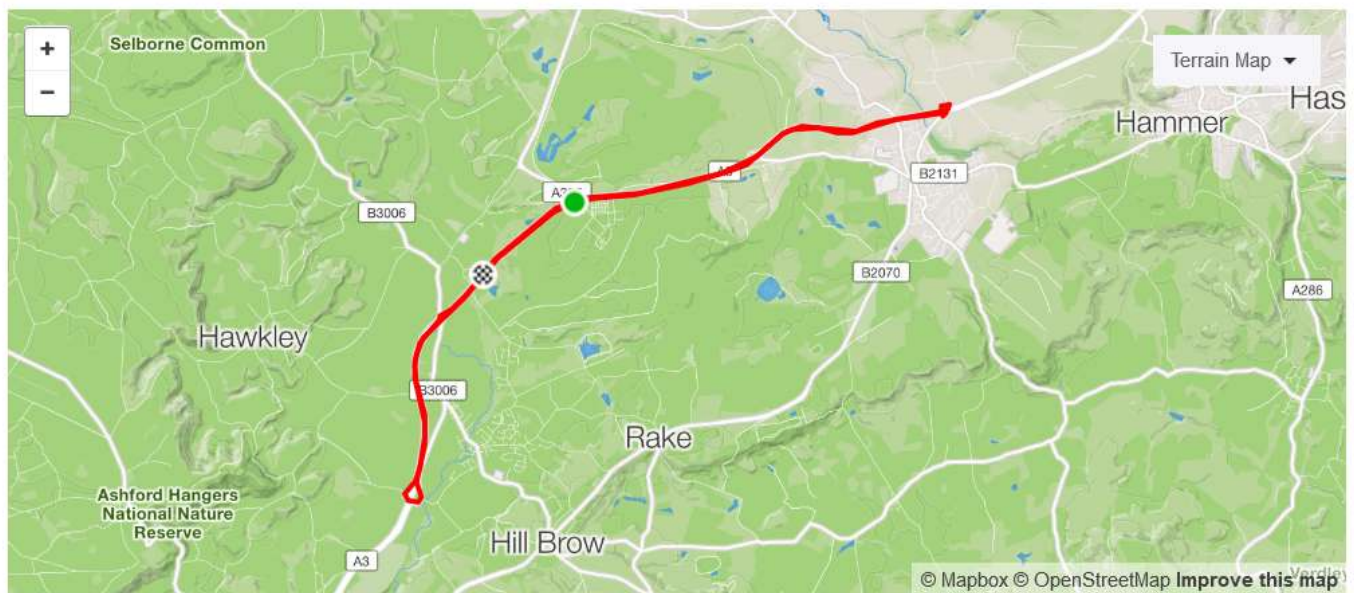 +
−
Selborne Common
Terrain Map
Has
Hammer
B2131
B3006
B2070
A286
Hawkley
B3006
Rake
Ashford Hangers
National Nature
Reserve
Hill Brow
A3
© Mapbox © OpenStreetMap Improve this map